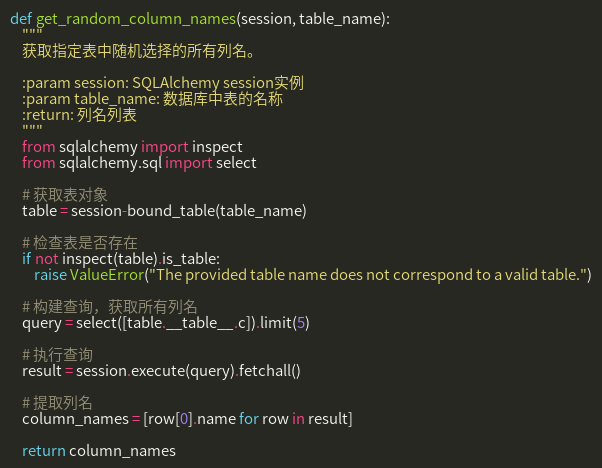 def get_random_column_names(session, table_name):
"""
获取指定表中随机选择的所有列名。
:param session: SQLAlchemy session实例
:param table_name: 数据库中表的名称
:return: 列名列表
"""
from sqlalchemy import inspect
from sqlalchemy.sql import select
# 获取表对象
table = session-bound_table(table_name)
# 检查表是否存在
if not inspect(table).is_table:
raise ValueError("The provided table name does not correspond to a valid table.")
# 构建查询，获取所有列名
query = select([table.__table__.c]).limit(5)
# 执行查询
result = session.execute(query).fetchall()
# 提取列名
column_names = [row[0].name for row in result]
return column_names